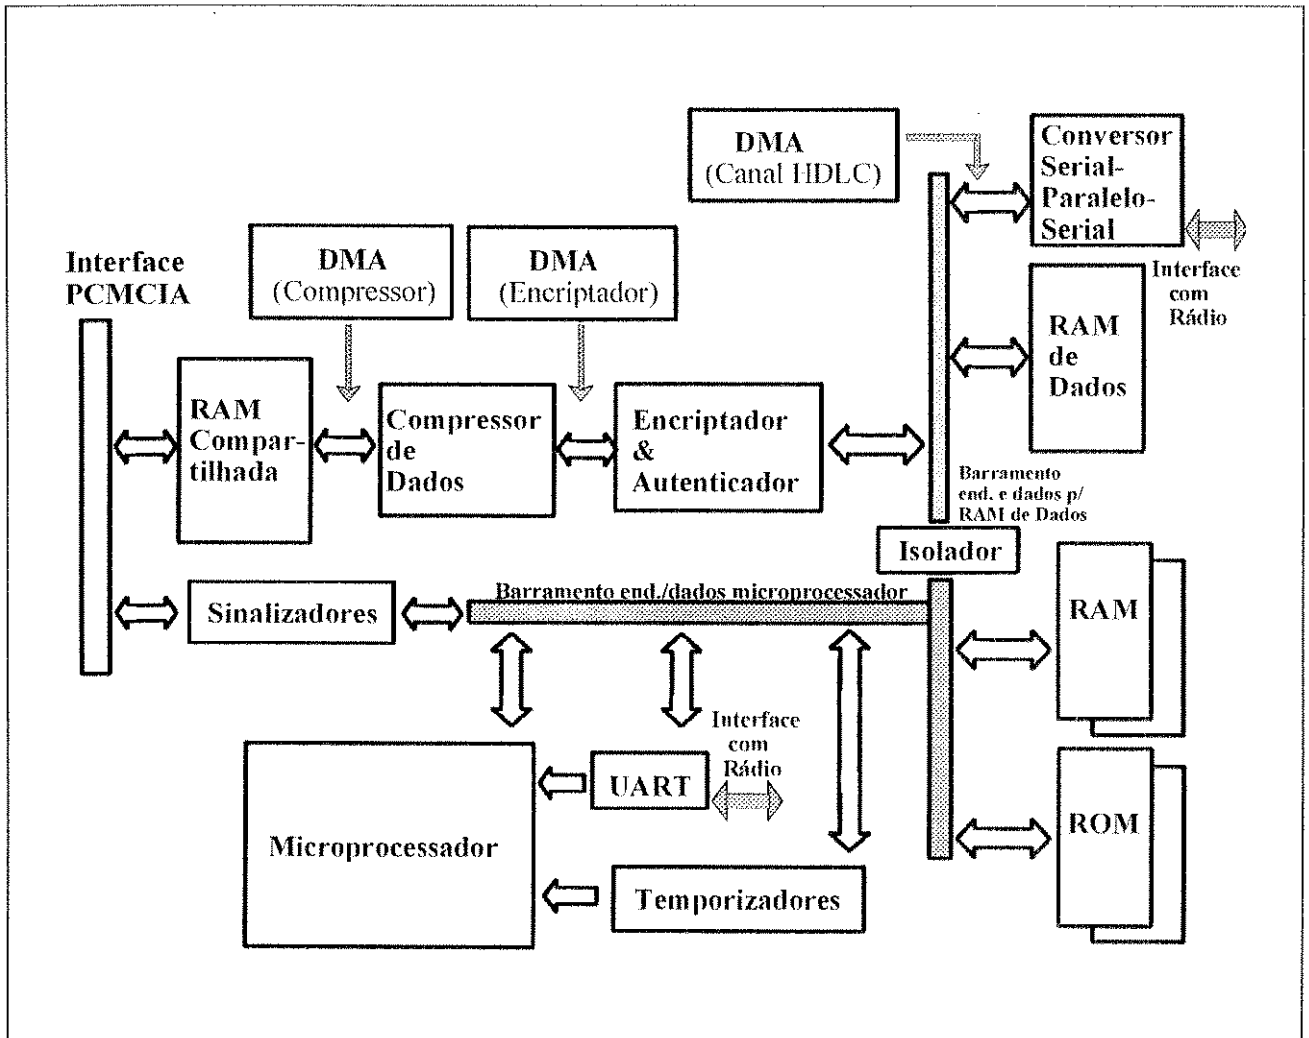 DMA
(Canal HDLC)
Conversor
Serial-
Paralelo-
Serial
Interface
com
Rádio
Interface
PCMCIA
DMA
(Compressor)
DMA
(Encriptador)
RAM
de
Dados
RAM
Compar-
tilhada
Compressor
de
Dados
Encriptador
&
Autenticador
Barramento
end. e dados p/
RAM de Dados
Isolador
Sinalizadores
Barramento end./dados microprocessador
RAM
Interface
com
Rádio
UART
Microprocessador
ROM
Temporizadores